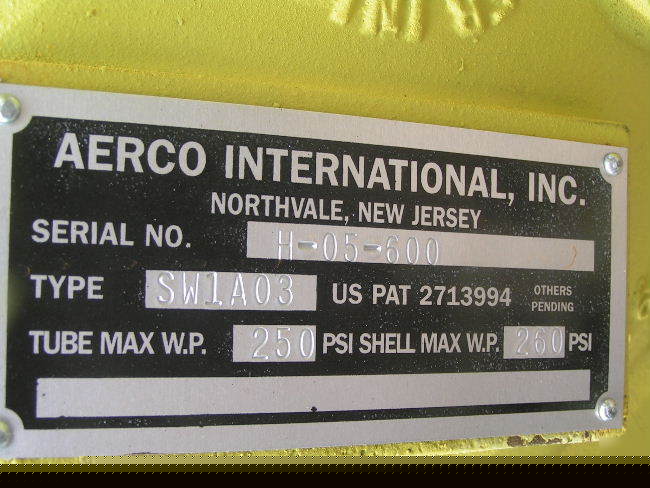 AERCO INTERNATIONAL, INC.
NORTHVALE, NEW JERSEY
SERIAL NO. H-05-600
TYPE SW1A03 US PAT 2713994 OTHERS PENDING
TUBE MAX W.P. 250 PSI SHELL MAX W.P. 260 PSI